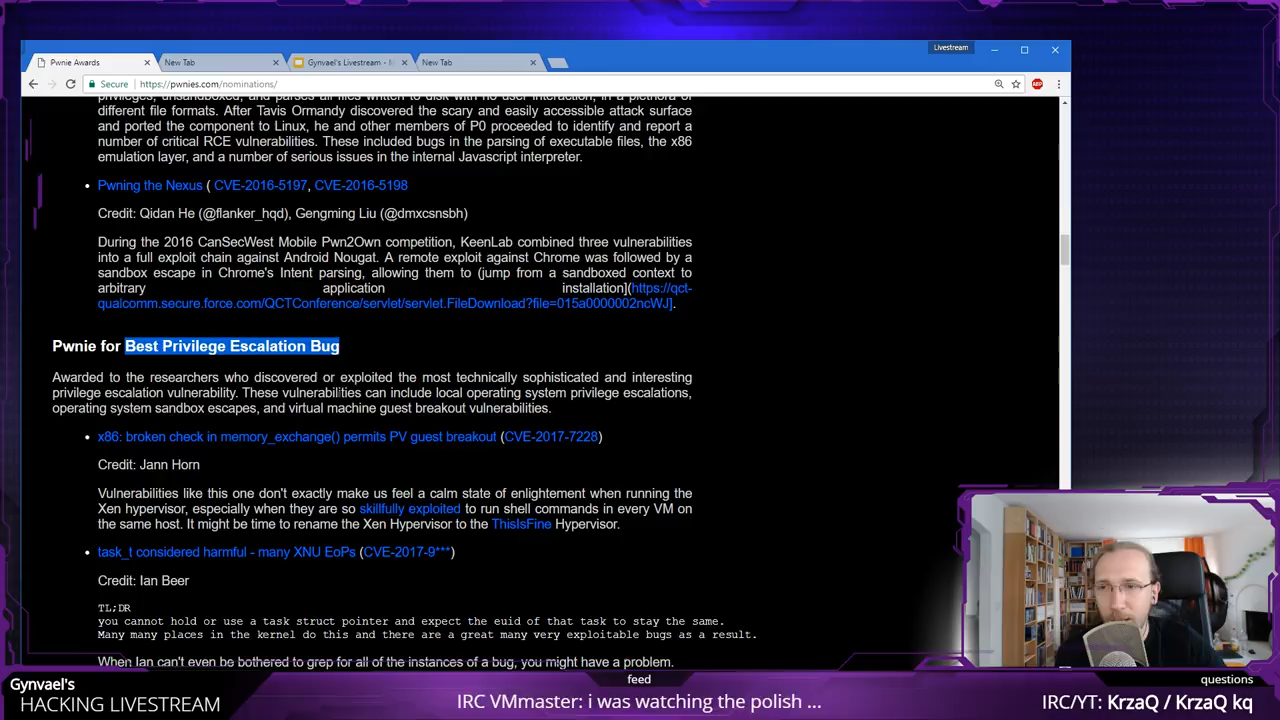 Livestream
Pwnie Awards
New Tab
Gynvael's Livestream - M
New Tab
Secure
https://pwnies.com/nominations/
privileges, unsandboxed, and parses all files written to disk with no user interaction, in a plethora of
different file formats. After Tavis Ormandy discovered the scary and easily accessible attack surface
and ported the component to Linux, he and other members of P0 proceeded to identify and report a
number of critical RCE vulnerabilities. These included bugs in the parsing of executable files, the x86
emulation layer, and a number of serious issues in the internal Javascript interpreter.
• Pwning the Nexus ( CVE-2016-5197, CVE-2016-5198
Credit: Qidan He (@flanker_hqd), Gengming Liu (@dmxcsnsbh)
During the 2016 CanSecWest Mobile Pwn2Own competition, KeenLab combined three vulnerabilities
into a full exploit chain against Android Nougat. A remote exploit against Chrome was followed by a
sandbox escape in Chrome's Intent parsing, allowing them to (jump from a sandboxed context to
arbitrary application installation](https://qct-
qualcomm.secure.force.com/QCTConference/servlet/servlet.FileDownload?file=015a0000002ncWJ].
Pwnie for Best Privilege Escalation Bug
Awarded to the researchers who discovered or exploited the most technically sophisticated and interesting
privilege escalation vulnerability. These vulnerabilities can include local operating system privilege escalations,
operating system sandbox escapes, and virtual machine guest breakout vulnerabilities.
• x86: broken check in memory_exchange() permits PV guest breakout (CVE-2017-7228)
Credit: Jann Horn
Vulnerabilities like this one don't exactly make us feel a calm state of enlightement when running the
Xen hypervisor, especially when they are so skillfully exploited to run shell commands in every VM on
the same host. It might be time to rename the Xen Hypervisor to the ThisIsFine Hypervisor.
• task_t considered harmful - many XNU EoPs (CVE-2017-9***)
Credit: Ian Beer
TL;DR
you cannot hold or use a task struct pointer and expect the euid of that task to stay the same.
Many many places in the kernel do this and there are a great many very exploitable bugs as a result.
When Ian can't even be bothered to grep for all of the instances of a bug, you might have a problem.
Gynvael's
HACKING LIVESTREAM
feed
IRC VMmaster: i was watching the polish ...
questions
IRC/YT: KrzaQ / KrzaQ kq